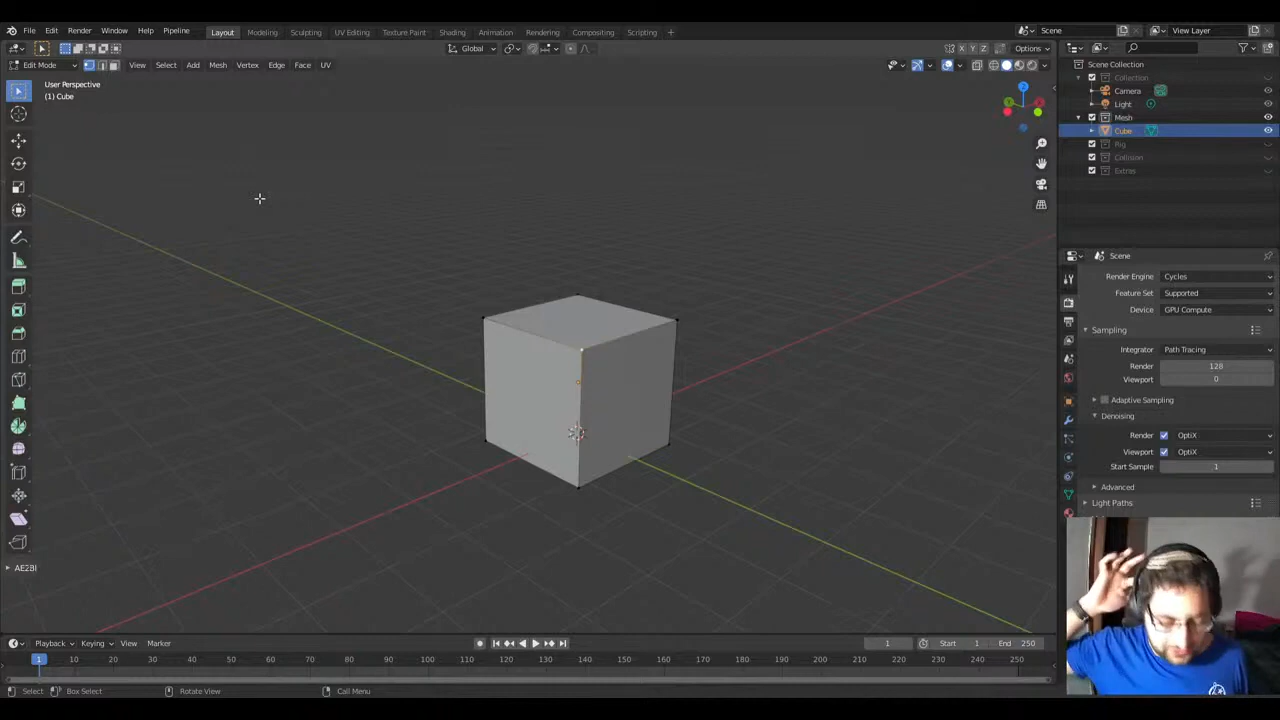 File Edit Render Window Help Pipeline Layout Modeling Sculpting UV Editing Texture Paint Shading Animation Rendering Compositing Scripting + Scene View Layer
Global X Y Z Options
Edit Mode View Select Add Mesh Vertex Edge Face UV
Scene Collection
Collection
Camera
Light
Mesh
Cube
Rig
Collision
Extras
User Perspective
(1) Cube
Z
Scene
Render Engine Cycles
Feature Set Supported
Device GPU Compute
Sampling
Integrator Path Tracing
Render 128
Viewport 0
Adaptive Sampling
Denoising
Render OptiX
Viewport OptiX
Start Sample 1
Advanced
Light Paths
AE2BI
Playback Keying View Marker 1 Start 1 End 250
1 10 20 30 40 50 60 70 80 90 100 110 120 130 140 150 160 170 180 190 200 210 220 230 240 250
Select Box Select Rotate View Call Menu